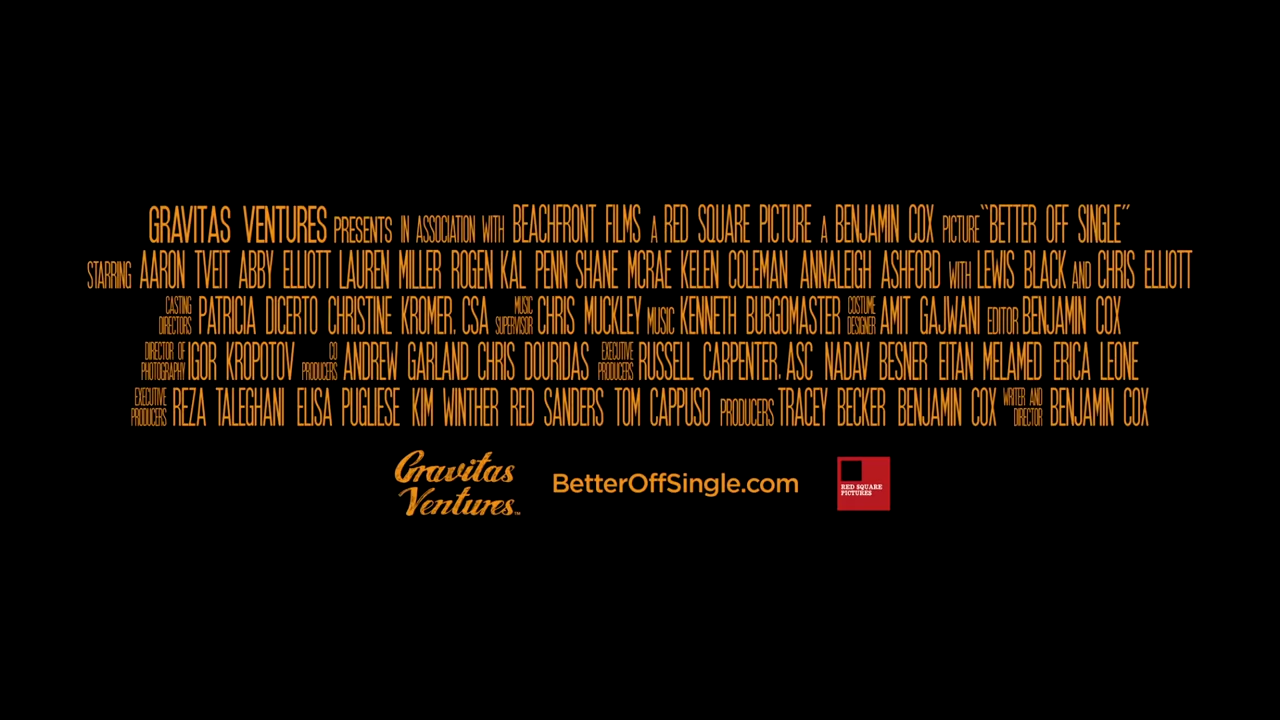 GRAVITAS VENTURES PRESENTS IN ASSOCIATION WITH BEACHFRONT FILMS A RED SQUARE PICTURE A BENJAMIN COX PICTURE "BETTER OFF SINGLE"
STARRING AARON TVEIT ABBY ELLIOTT LAUREN MILLER ROGEN KAL PENN SHANE MCRAE KELEN COLEMAN ANNALEIGH ASHFORD WITH LEWIS BLACK AND CHRIS ELLIOTT
CASTING DIRECTORS PATRICIA DICERTO CHRISTINE KROMER, CSA MUSIC SUPERVISOR CHRIS MUCKLEY MUSIC KENNETH BURGOMASTER COSTUME DESIGNER AMIT GAJWANI EDITOR BENJAMIN COX
DIRECTOR OF PHOTOGRAPHY IGOR KROPOTOV CO PRODUCERS ANDREW GARLAND CHRIS DOURIDAS EXECUTIVE PRODUCERS RUSSELL CARPENTER, ASC NADAV BESNER EITAN MELAMED ERICA LEONE
EXECUTIVE PRODUCERS REZA TALEGHANI ELISA PUGLIESE KIM WINTHER RED SANDERS TOM CAPPUSO PRODUCERS TRACEY BECKER BENJAMIN COX WRITER AND DIRECTOR BENJAMIN COX
Gravitas
Ventures™
BetterOffSingle.com
RED SQUARE
PICTURES